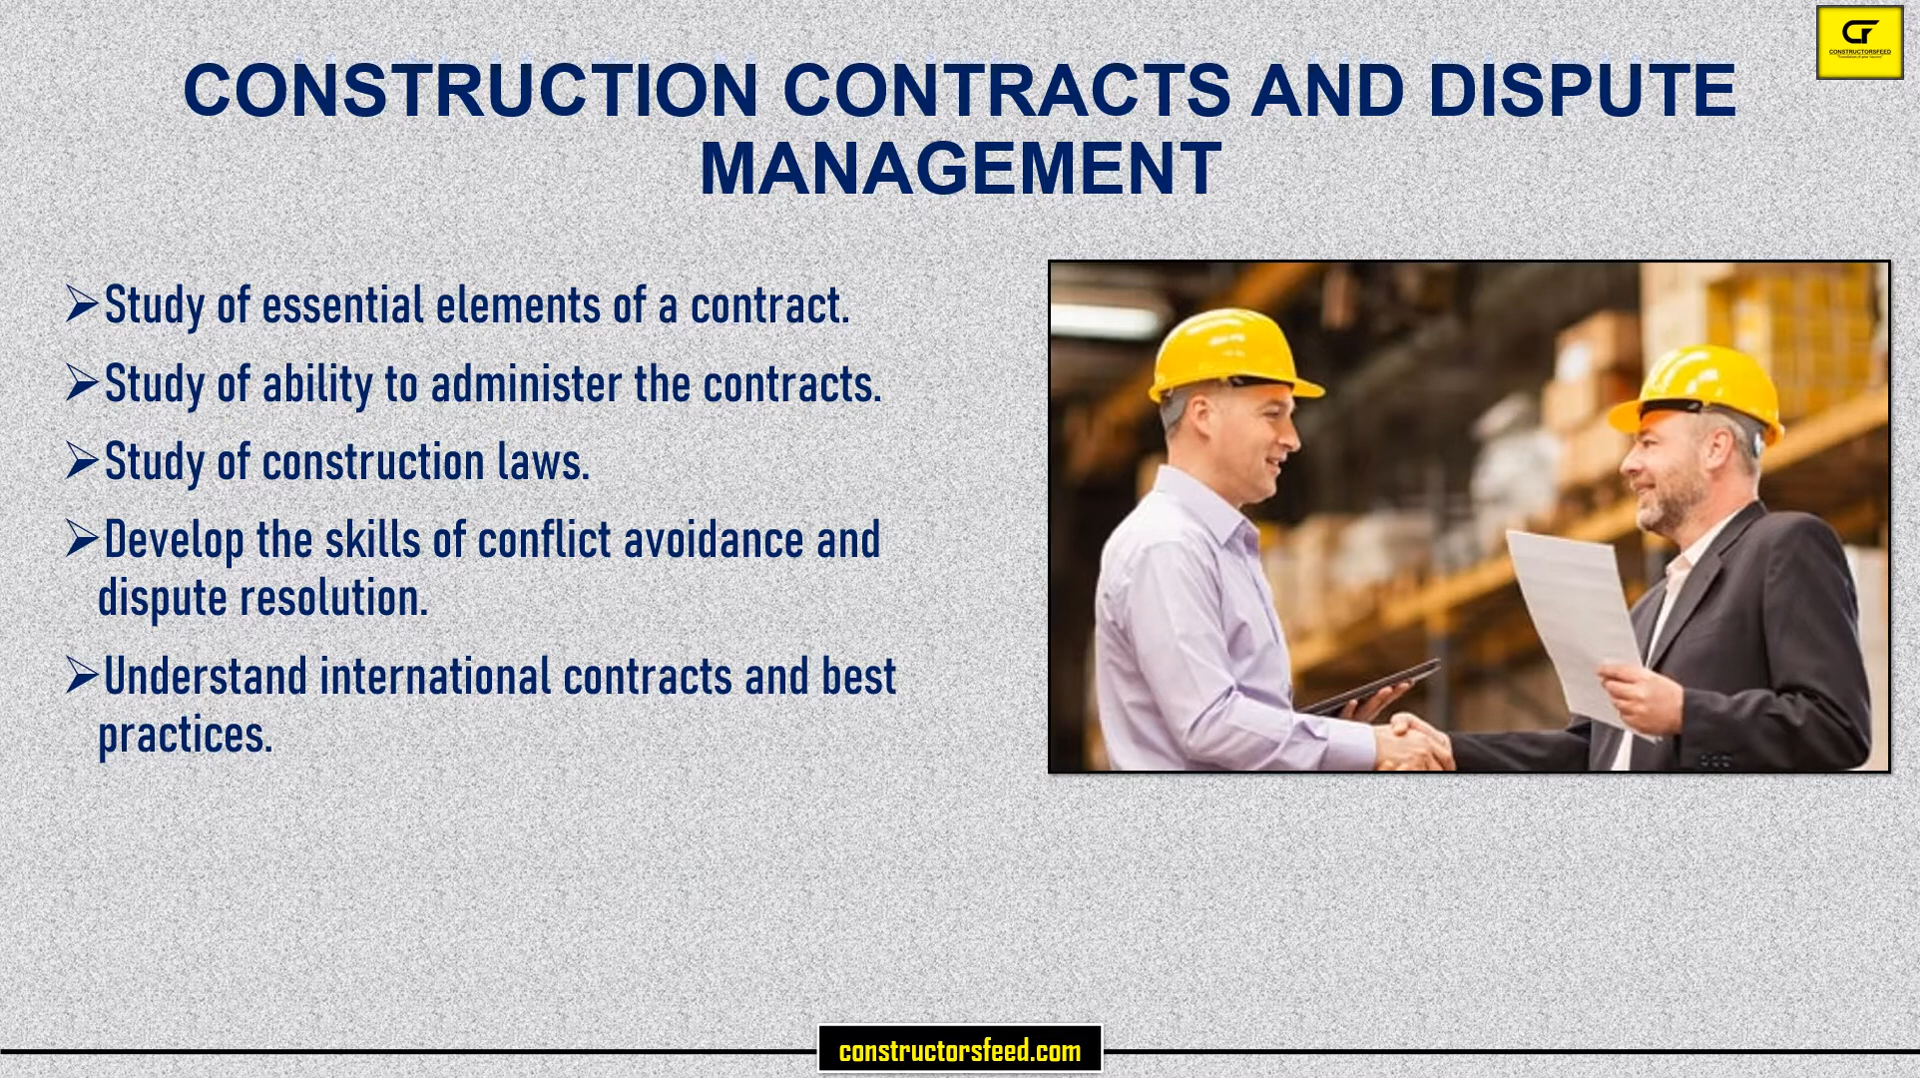 CONSTRUCTION CONTRACTS AND DISPUTE
MANAGEMENT
CF
CONSTRUCTORSFEED
➢Study of essential elements of a contract.
➢Study of ability to administer the contracts.
➢Study of construction laws.
➢Develop the skills of conflict avoidance and
dispute resolution.
➢Understand international contracts and best
practices.
constructorsfeed.com